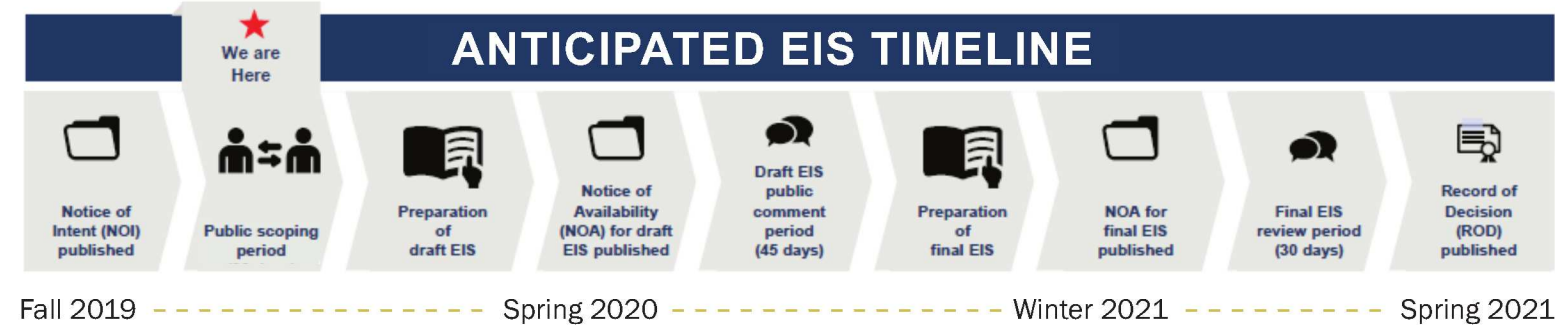 We are
Here
ANTICIPATED EIS TIMELINE
Notice of
Intent (NOI)
published
Public scoping
period
Preparation
of
draft EIS
Notice of
Availability
(NOA) for draft
EIS published
Draft EIS
public
comment
period
(45 days)
Preparation
of
final EIS
NOA for
final EIS
published
Final EIS
review period
(30 days)
Record of
Decision
(ROD)
published
Fall 2019
Spring 2020
Winter 2021
Spring 2021